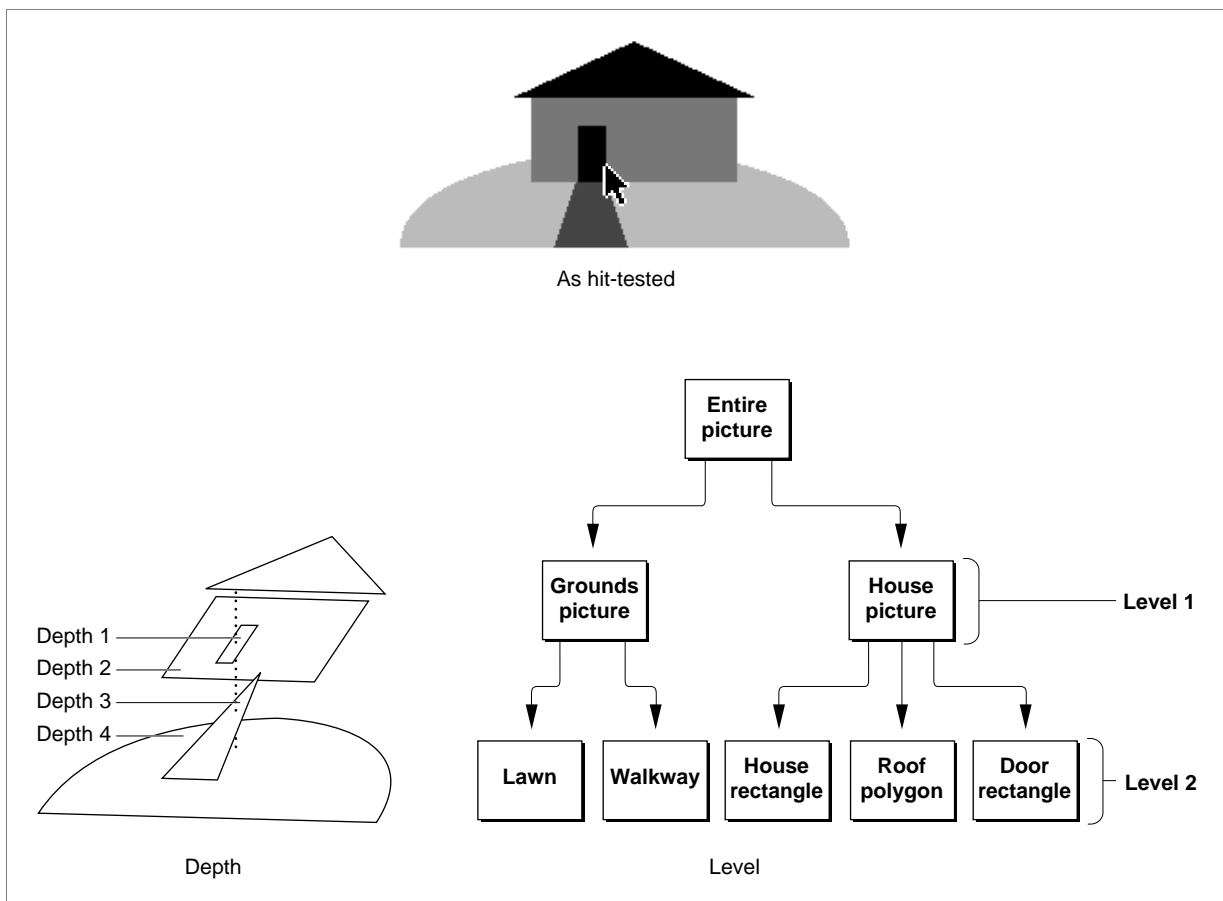 As hit-tested
Entire
picture
Grounds
picture
House
picture
Level 1
Depth 1
Depth 2
Depth 3
Depth 4
Lawn
Walkway
House
rectangle
Roof
polygon
Door
rectangle
Level 2
Depth
Level